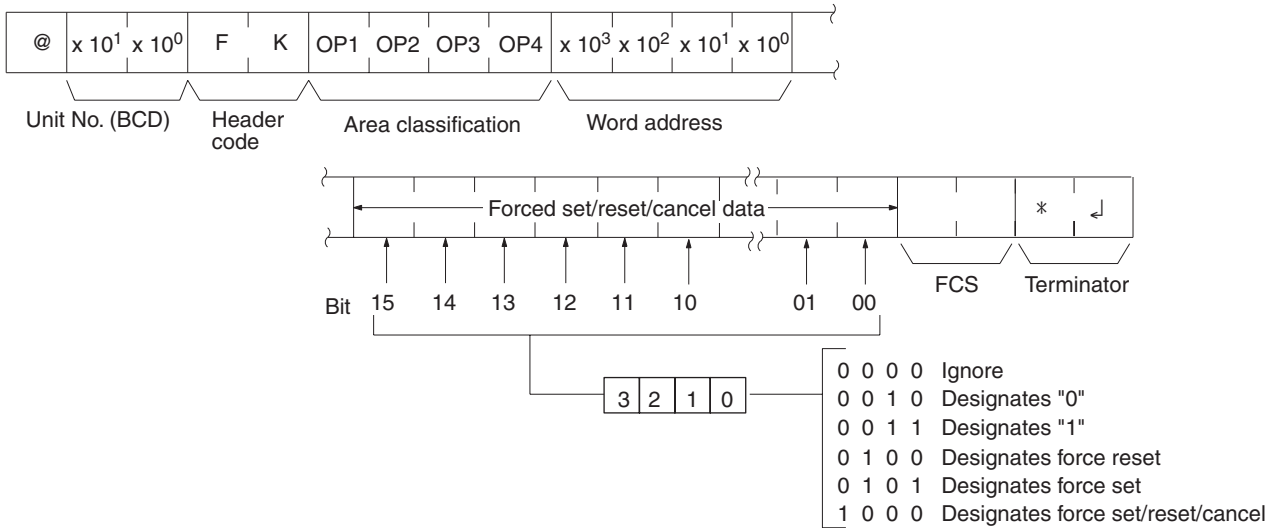 @ x 10¹ x 10⁰ F K OP1 OP2 OP3 OP4 x 10³ x 10² x 10¹ x 10⁰
Unit No. (BCD) Header code Area classification Word address
Forced set/reset/cancel data * ↵
FCS Terminator
Bit 15 14 13 12 11 10 01 00
3 2 1 0
0 0 0 0 Ignore
0 0 1 0 Designates "0"
0 0 1 1 Designates "1"
0 1 0 0 Designates force reset
0 1 0 1 Designates force set
1 0 0 0 Designates force set/reset/cancel